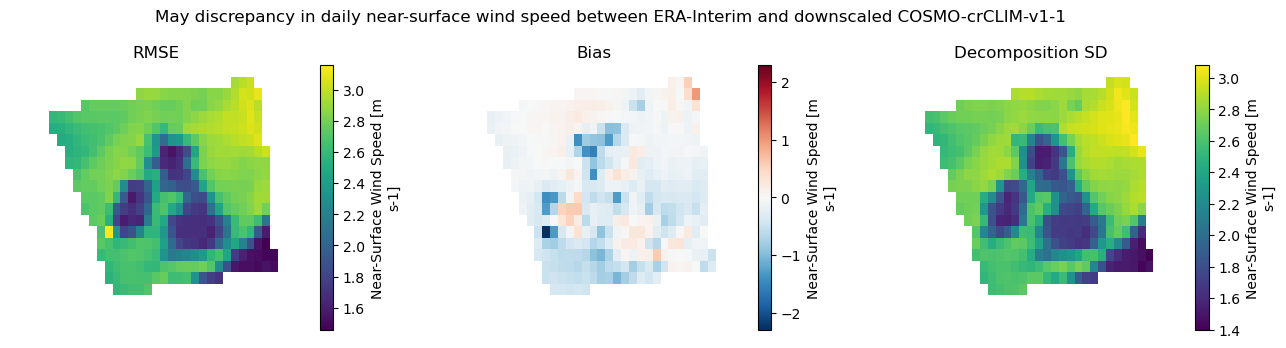 May discrepancy in daily near-surface wind speed between ERA-Interim and downscaled COSMO-crCLIM-v1-1
RMSE
3.0
2.8
2.6
2.4
2.2
2.0
1.8
1.6
Near-Surface Wind Speed [m
s-1]
Bias
2
1
0
−1
−2
Near-Surface Wind Speed [m
s-1]
Decomposition SD
3.0
2.8
2.6
2.4
2.2
2.0
1.8
1.6
1.4
Near-Surface Wind Speed [m
s-1]